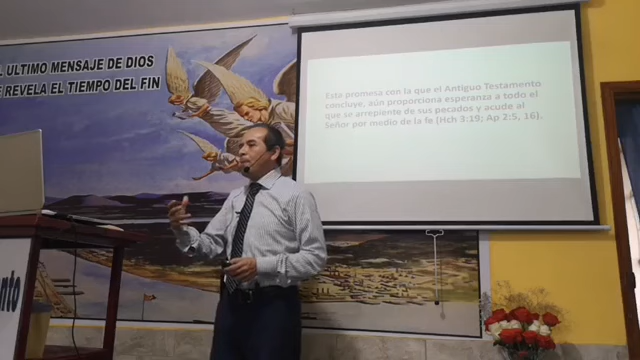 L ULTIMO MENSAJE DE DIOS
E REVELA EL TIEMPO DEL FIN
Esta promesa con la que el Antiguo Testamento
concluye, aún proporciona esperanza a todo el
que se arrepiente de sus pecados y acude al
Señor por medio de la fe (Hch 3:19; Ap 2:5, 16).
nto